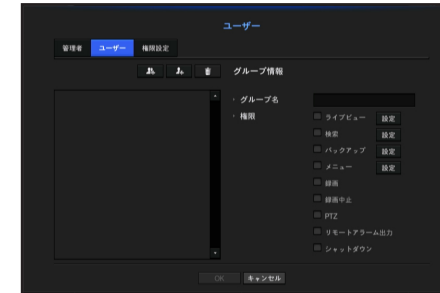 ユーザー
管理者 ユーザー 権限設定
グループ情報
・グループ名
・権限
ライブビュー 設定
検索 設定
バックアップ 設定
メニュー 設定
録画
録画中止
PTZ
リモートアラーム出力
シャットダウン
OK キャンセル